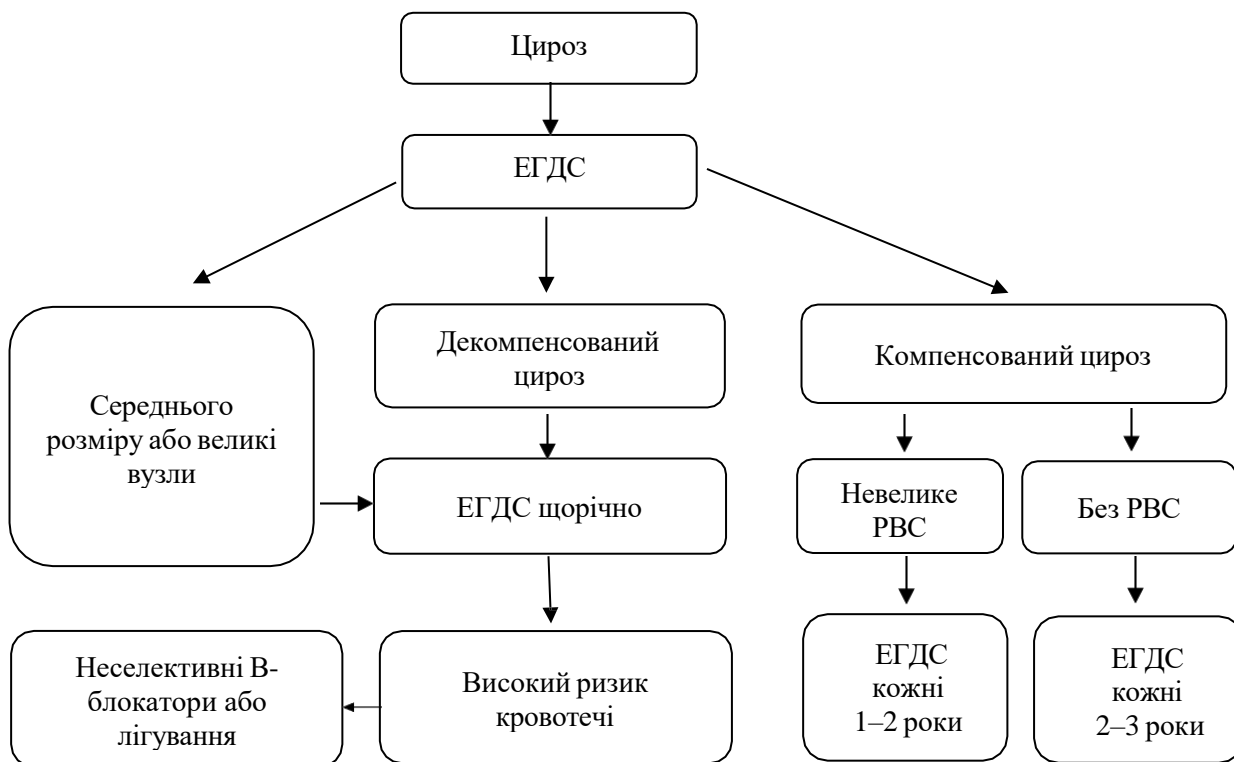 Цироз
ЕГДС
Середнього
розміру або великі
вузли
Декомпенсований
цироз
Компенсований цироз
ЕГДС щорічно
Невелике
РВС
Без РВС
Неселективні В-
блокатори або
лігування
Високий ризик
кровотечі
ЕГДС
кожні
1–2 роки
ЕГДС
кожні
2–3 роки